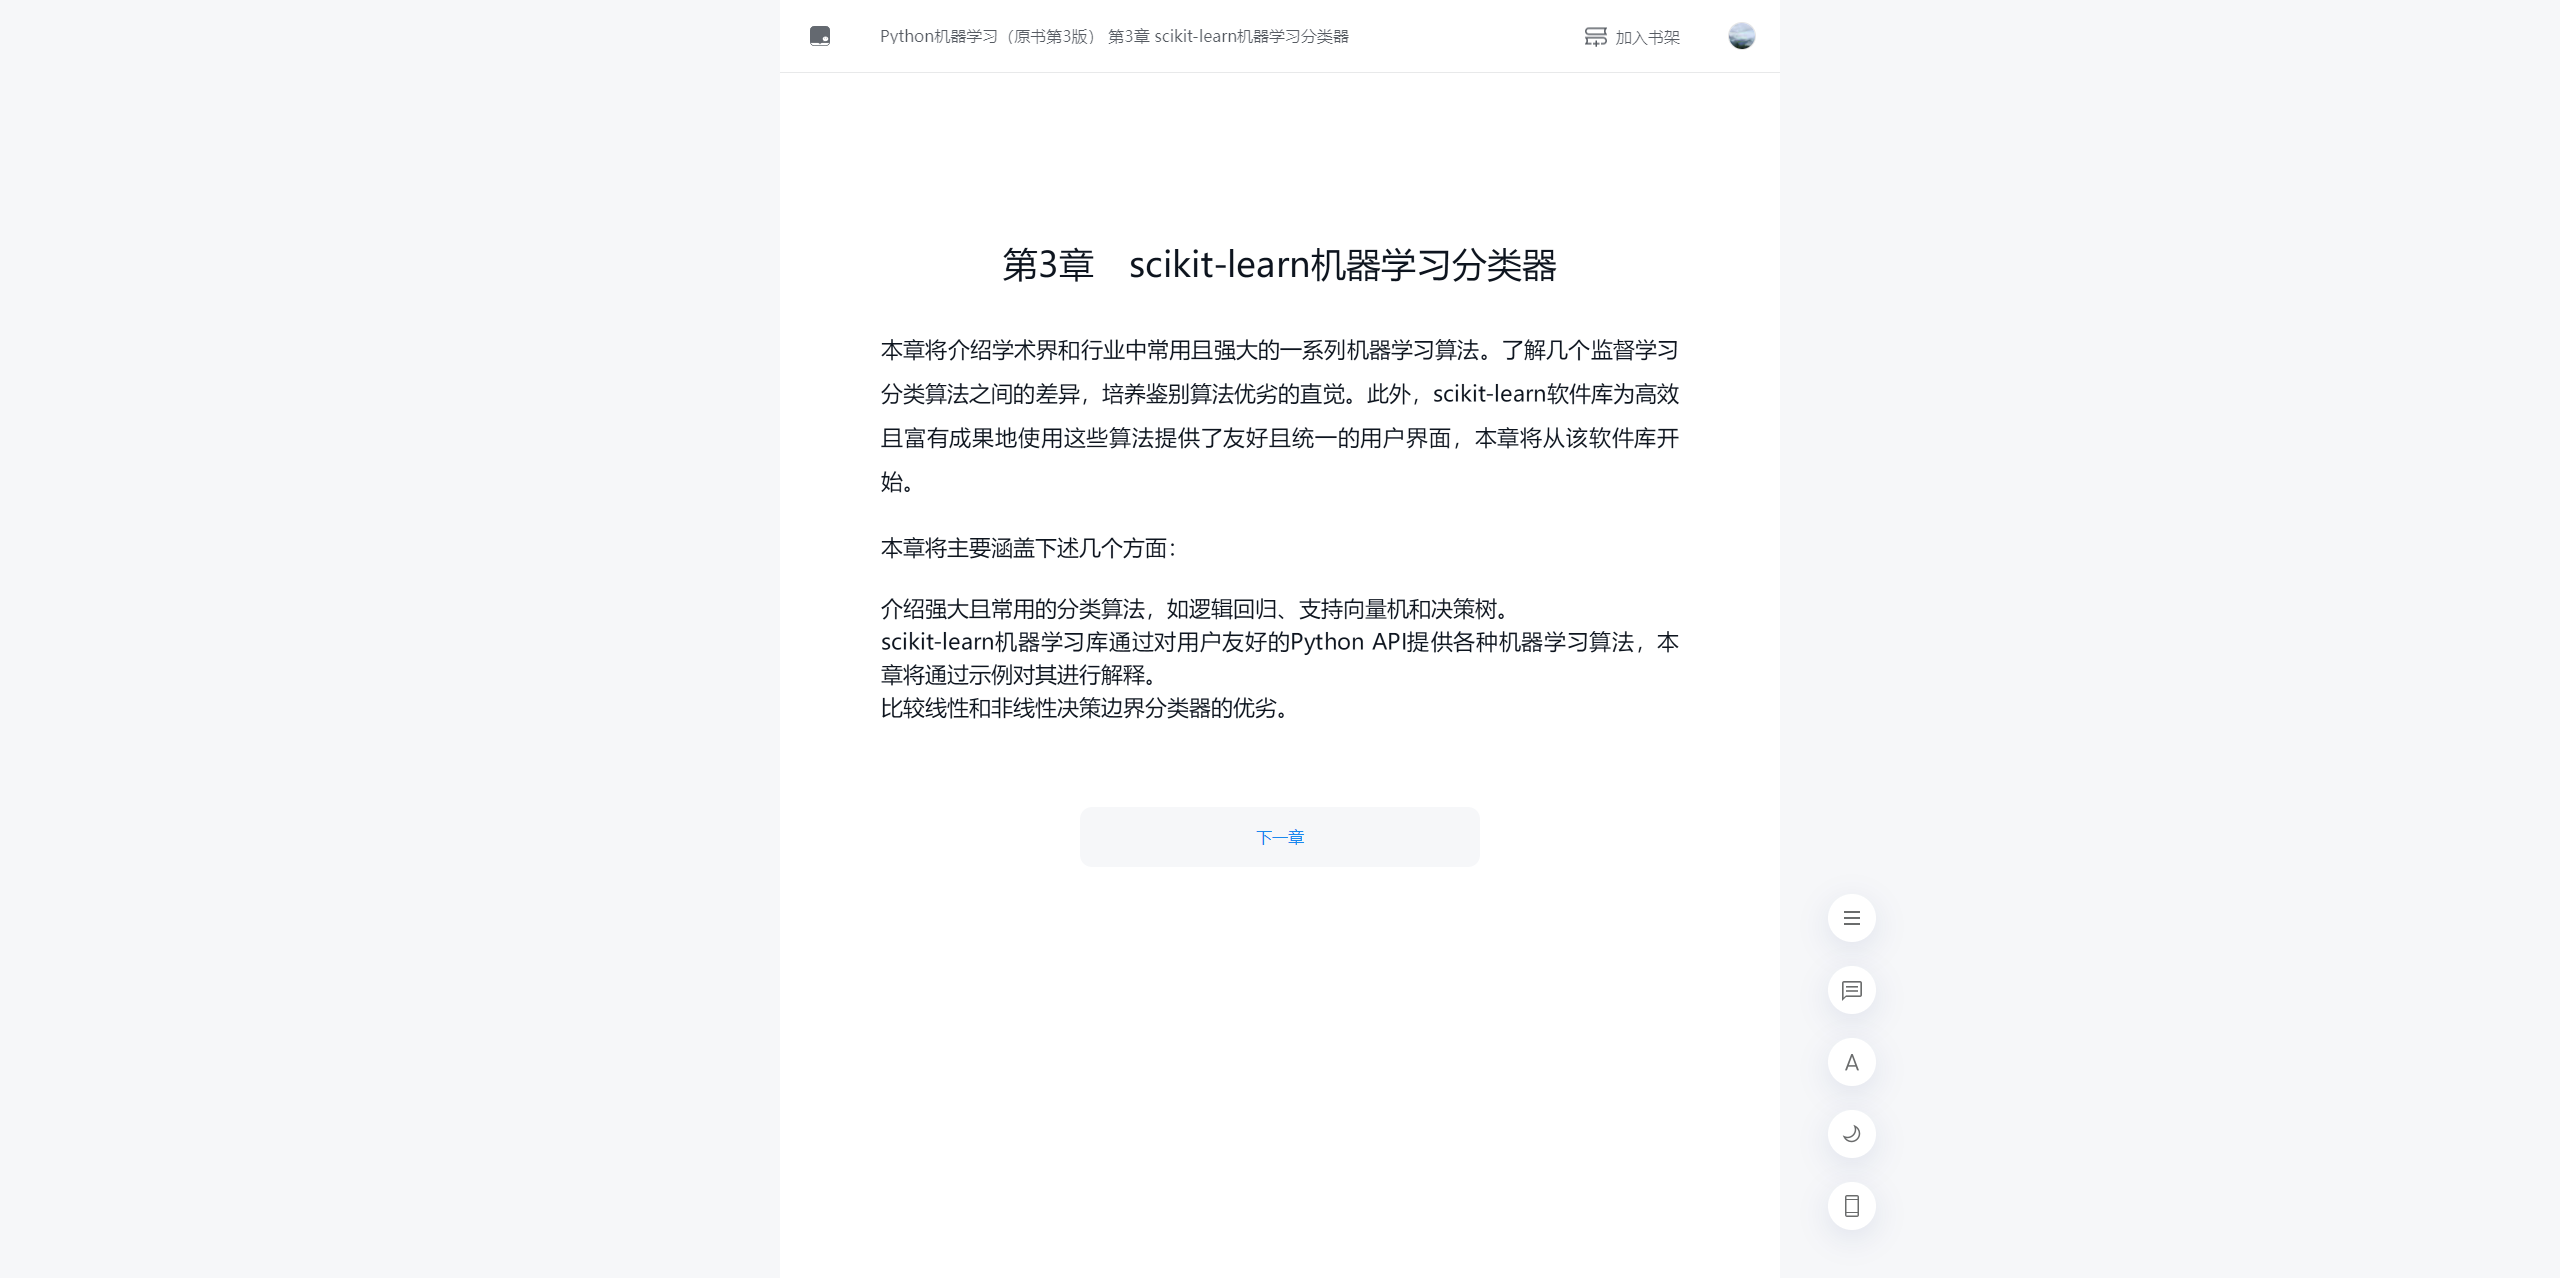 Python机器学习（原书第3版） 第3章 scikit-learn机器学习分类器
加入书架
第3章 scikit-learn机器学习分类器
本章将介绍学术界和行业中常用且强大的一系列机器学习算法。了解几个监督学习
分类算法之间的差异，培养鉴别算法优劣的直觉。此外，scikit-learn软件库为高效
且富有成果地使用这些算法提供了友好且统一的用户界面，本章将从该软件库开
始。
本章将主要涵盖下述几个方面：
介绍强大且常用的分类算法，如逻辑回归、支持向量机和决策树。
scikit-learn机器学习库通过对用户友好的Python API提供各种机器学习算法，本
章将通过示例对其进行解释。
比较线性和非线性决策边界分类器的优劣。
下一章
A